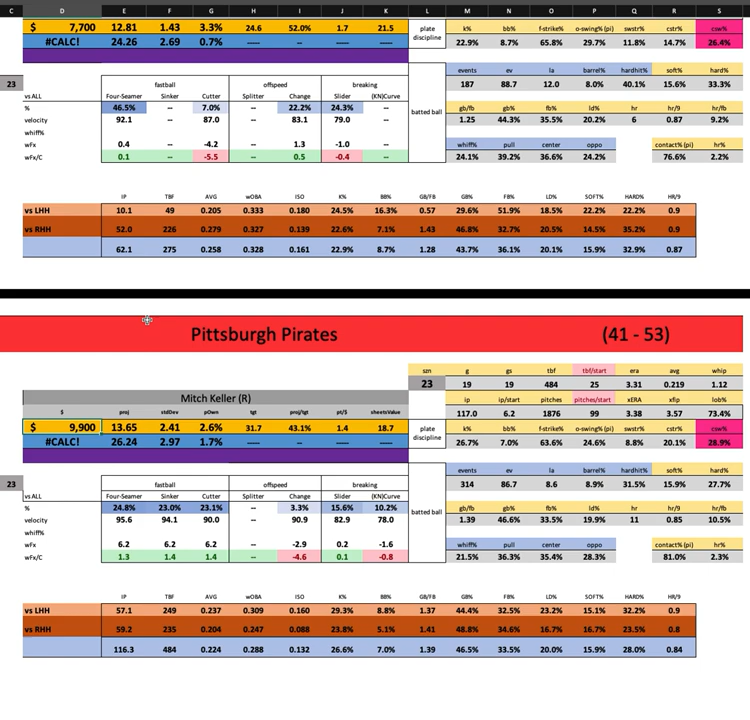 C D E F G H I J K L M N O P Q R S
$ 7,700 12.81 1.43 3.3% 24.6 52.0% 1.7 21.5 plate discipline k% bb% f-strike% o-swing% (pi) swstr% cstr% csw%
#CALC! 24.26 2.69 0.7% ---- -- ---- 22.9% 8.7% 65.8% 29.7% 11.8% 14.7% 26.4%
events ev la barrel% hardhit% soft% hard%
23 fastball offspeed breaking 187 88.7 12.0 8.0% 40.1% 15.6% 33.3%
vs ALL Four-Seamer Sinker Cutter Splitter Change Slider (KN)Curve
% 46.5% -- 7.0% -- 22.2% 24.3% -- batted ball gb/fb gb% fb% ld% hr hr/9 hr/fb
velocity 92.1 -- 87.0 -- 83.1 79.0 -- 1.25 44.3% 35.5% 20.2% 6 0.87 9.2%
whiff%
wFx 0.4 -- -4.2 -- 1.3 -1.0 -- whiff% pull center oppo contact% (pi) hr%
wFx/C 0.1 -- -5.5 -- 0.5 -0.4 -- 24.1% 39.2% 36.6% 24.2% 76.6% 2.2%
IP TBF AVG wOBA ISO K% BB% GB/FB GB% FB% LD% SOFT% HARD% HR/9
vs LHH 10.1 49 0.205 0.333 0.180 24.5% 16.3% 0.57 29.6% 51.9% 18.5% 22.2% 22.2% 0.9
vs RHH 52.0 226 0.279 0.327 0.139 22.6% 7.1% 1.43 46.8% 32.7% 20.5% 14.5% 35.2% 0.9
62.1 275 0.258 0.328 0.161 22.9% 8.7% 1.28 43.7% 36.1% 20.1% 15.9% 32.9% 0.87
Pittsburgh Pirates (41 - 53)
szn g gs tbf tbf/start era avg whip
23 19 19 484 25 3.31 0.219 1.12
Mitch Keller (R) ip ip/start pitches pitches/start xERA xfip lob%
$ proj stdDev pOwn tgt proj/tgt pt/$ sheetsValue 117.0 6.2 1876 99 3.38 3.57 73.4%
$ 9,900 13.65 2.41 2.6% 31.7 43.1% 1.4 18.7 plate discipline k% bb% f-strike% o-swing% (pi) swstr% cstr% csw%
#CALC! 26.24 2.97 1.7% ---- -- ---- 26.7% 7.0% 63.6% 24.6% 8.8% 20.1% 28.9%
events ev la barrel% hardhit% soft% hard%
23 fastball offspeed breaking 314 86.7 8.6 8.9% 31.5% 15.9% 27.7%
vs ALL Four-Seamer Sinker Cutter Splitter Change Slider (KN)Curve
% 24.8% 23.0% 23.1% -- 3.3% 15.6% 10.2% batted ball gb/fb gb% fb% ld% hr hr/9 hr/fb
velocity 95.6 94.1 90.0 -- 90.9 82.9 78.0 1.39 46.6% 33.5% 19.9% 11 0.85 10.5%
whiff%
wFx 6.2 6.2 6.2 -- -2.9 0.2 -1.6 whiff% pull center oppo contact% (pi) hr%
wFx/C 1.3 1.4 1.4 -- -4.6 0.1 -0.8 21.5% 36.3% 35.4% 28.3% 81.0% 2.3%
IP TBF AVG wOBA ISO K% BB% GB/FB GB% FB% LD% SOFT% HARD% HR/9
vs LHH 57.1 249 0.237 0.309 0.160 29.3% 8.8% 1.37 44.4% 32.5% 23.2% 15.1% 32.2% 0.9
vs RHH 59.2 235 0.204 0.247 0.088 23.8% 5.1% 1.41 48.8% 34.6% 16.7% 16.7% 23.5% 0.8
116.3 484 0.224 0.288 0.132 26.6% 7.0% 1.39 46.5% 33.5% 20.0% 15.9% 28.0% 0.84